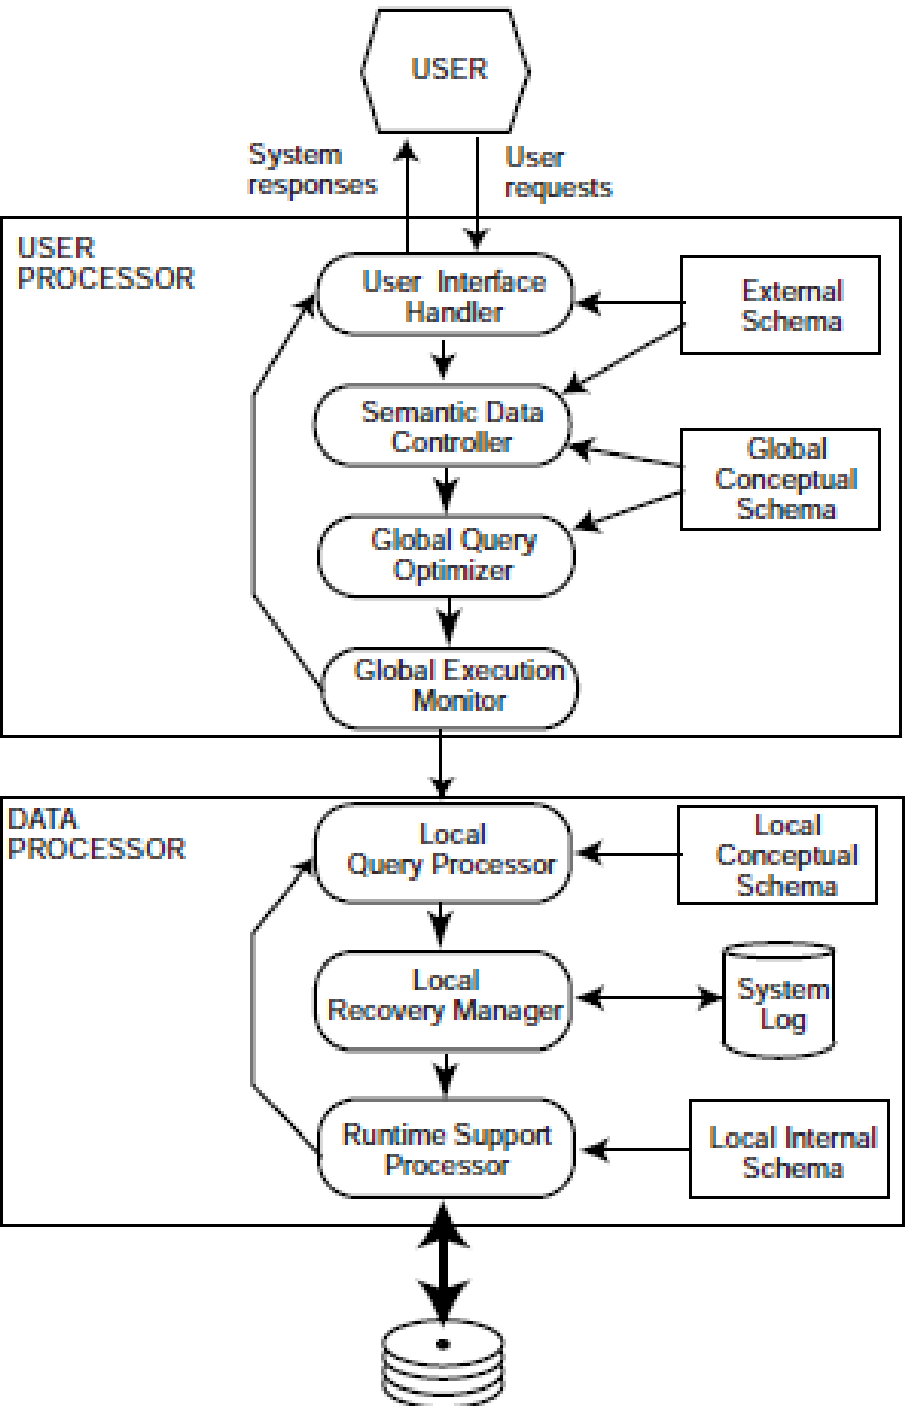 USER
System
responses
User
requests
USER
PROCESSOR
User Interface
Handler
External
Schema
Semantic Data
Controller
Global
Conceptual
Schema
Global Query
Optimizer
Global Execution
Monitor
DATA
PROCESSOR
Local
Query Processor
Local
Conceptual
Schema
Local
Recovery Manager
System
Log
Runtime Support
Processor
Local Internal
Schema